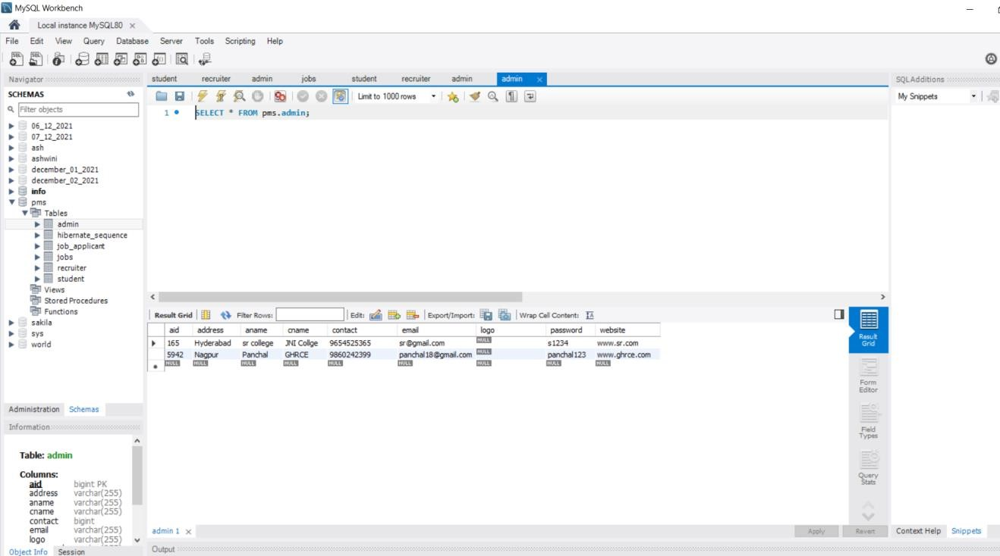 MySQL Workbench
Local instance MySQL80
File Edit View Query Database Server Tools Scripting Help
Navigator
SCHEMAS
Filter objects
06_12_2021
07_12_2021
ash
ashwini
december_01_2021
december_02_2021
info
pms
Tables
admin
hibernate_sequence
job_applicant
jobs
recruiter
student
Views
Stored Procedures
Functions
sakila
sys
world
Administration Schemas
Information
Table: admin
Columns:
aid bigint PK
address varchar(255)
aname varchar(255)
cname varchar(255)
contact bigint
email varchar(255)
logo varchar(255)
Object Info Session
student recruiter admin jobs student recruiter admin admin
Limit to 1000 rows
1 SELECT * FROM pms.admin;
Result Grid Filter Rows: Edit: Export/Import: Wrap Cell Content:
aid address aname cname contact email logo password website
165 Hyderabad sr college JNI Collge 9654525365 sr@gmail.com NULL s1234 www.sr.com
5942 Nagpur Panchal GHRCE 9860242399 panchal18@gmail.com NULL panchal123 www.ghrce.com
NULL NULL NULL NULL NULL NULL NULL NULL NULL
Result
Grid
Form
Editor
Field
Types
Query
Stats
admin 1 Apply Revert
Output
SQLAdditions
My Snippets
Context Help Snippets